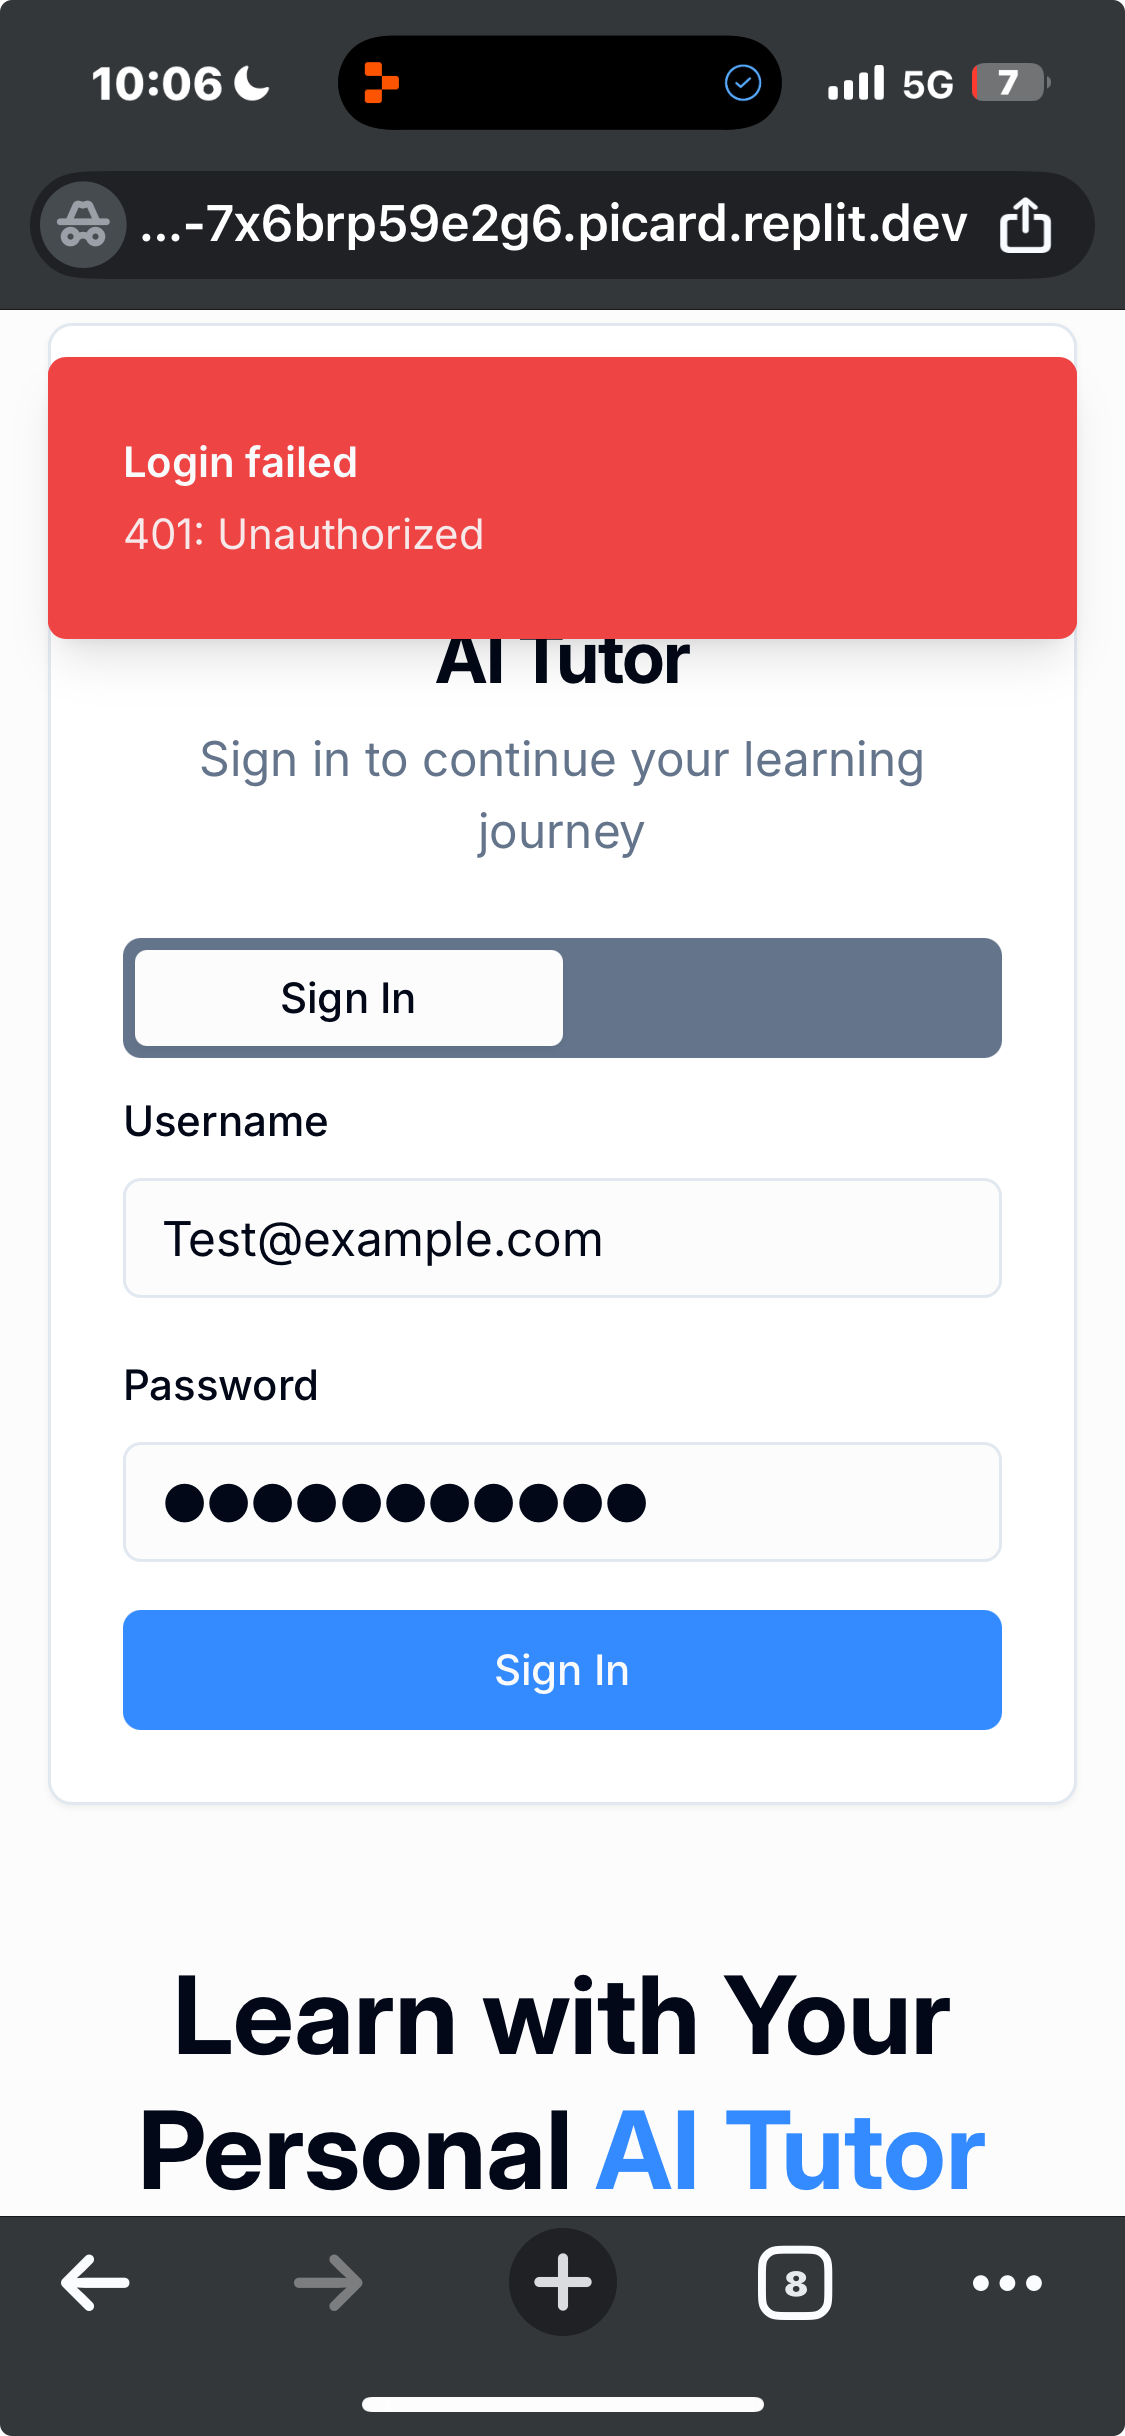 10:06
5G
7
...-7x6brp59e2g6.picard.replit.dev
Login failed
401: Unauthorized
AI Tutor
Sign in to continue your learning
journey
Sign In
Username
Test@example.com
Password
Sign In
Learn with Your
Personal AI Tutor
8